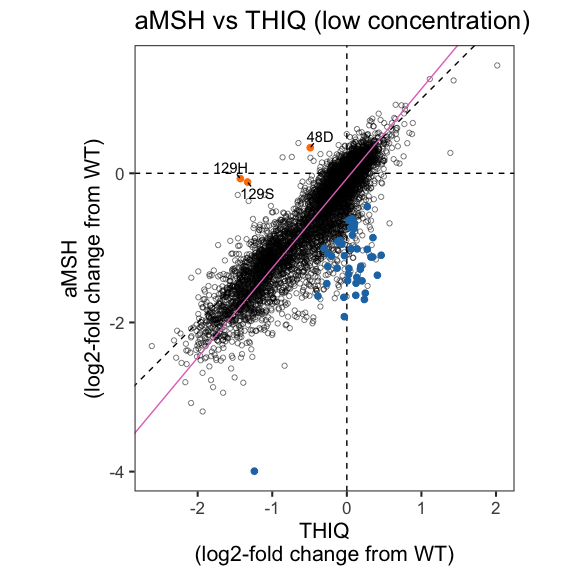 aMSH vs THIQ (low concentration)
48D
129H
129S
0
-2
-4
aMSH
(log2-fold change from WT)
-2
-1
0
1
2
THIQ
(log2-fold change from WT)